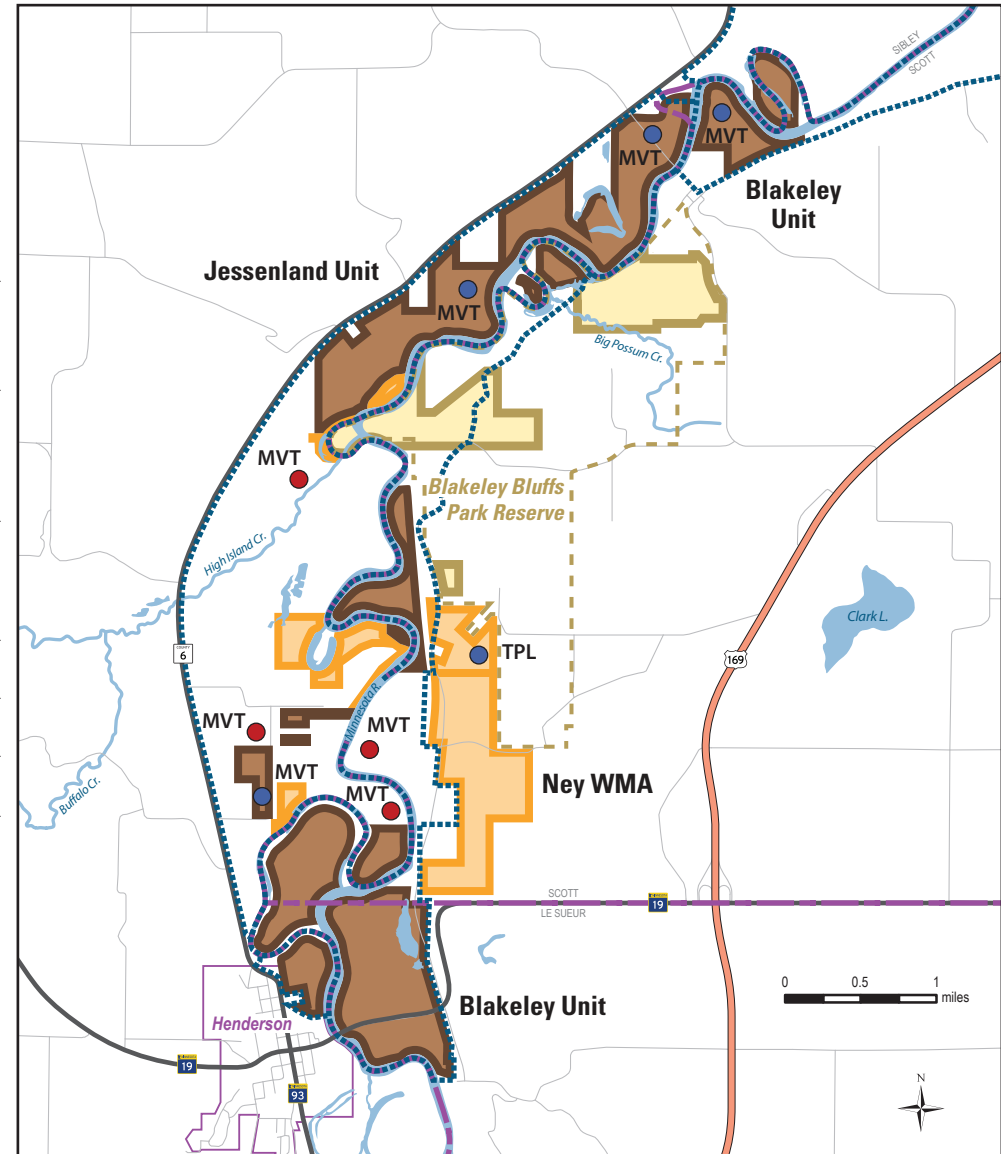 SIBLEY
SCOTT
MVT
MVT
Blakeley
Unit
Jessenland Unit
MVT
Big Possum Cr.
MVT
Blakeley Bluffs
Park Reserve
High Island Cr.
Clark L.
COUNTY
6
TPL
169
Minnesota R.
MVT
MVT
MVT
Ney WMA
MVT
Buffalo Cr.
SCOTT
19
LE SUEUR
0 0.5 1
miles
Blakeley Unit
Henderson
19
93
N